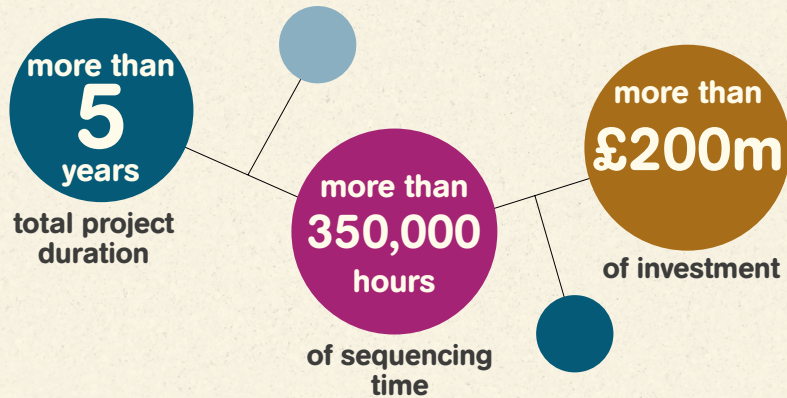 more than
5
years
total project
duration
more than
350,000
hours
of sequencing
time
more than
£200m
of investment